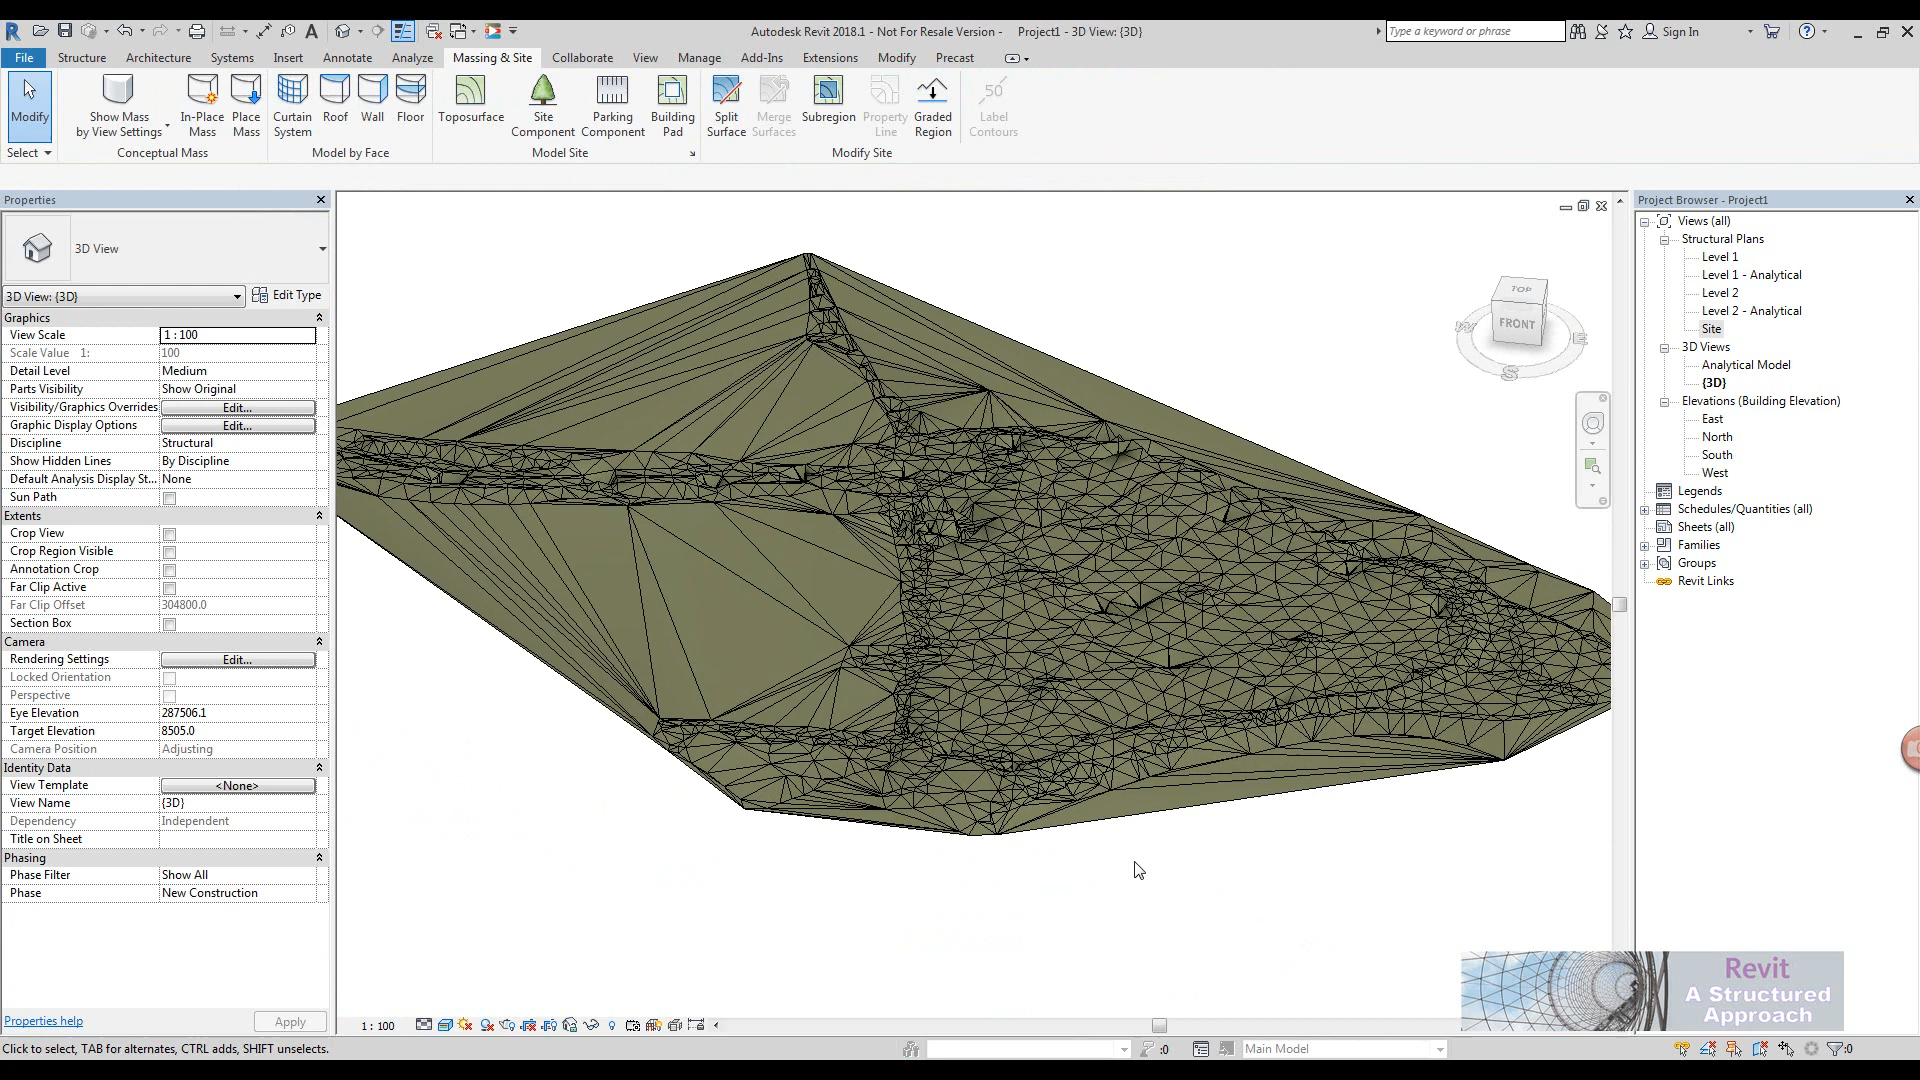 Autodesk Revit 2018.1 - Not For Resale Version - Project1 - 3D View: {3D}
Type a keyword or phrase
Sign In
File Structure Architecture Systems Insert Annotate Analyze Massing & Site Collaborate View Manage Add-Ins Extensions Modify Precast
Modify
Show Mass by View Settings
In-Place Mass
Place Mass
Curtain System
Roof
Wall
Floor
Toposurface
Site Component
Parking Component
Building Pad
Split Surface
Merge Surfaces
Subregion
Property Line
Graded Region
50
Label Contours
Select
Conceptual Mass
Model by Face
Model Site
Modify Site
Properties
3D View
3D View: {3D}
Edit Type
Graphics
View Scale 1 : 100
Scale Value 1: 100
Detail Level Medium
Parts Visibility Show Original
Visibility/Graphics Overrides Edit...
Graphic Display Options Edit...
Discipline Structural
Show Hidden Lines By Discipline
Default Analysis Display St... None
Sun Path
Extents
Crop View
Crop Region Visible
Annotation Crop
Far Clip Active
Far Clip Offset 304800.0
Section Box
Camera
Rendering Settings Edit...
Locked Orientation
Perspective
Eye Elevation 287506.1
Target Elevation 8505.0
Camera Position Adjusting
Identity Data
View Template <None>
View Name {3D}
Dependency Independent
Title on Sheet
Phasing
Phase Filter Show All
Phase New Construction
Properties help
Apply
TOP
FRONT
W
E
S
Project Browser - Project1
Views (all)
Structural Plans
Level 1
Level 1 - Analytical
Level 2
Level 2 - Analytical
Site
3D Views
Analytical Model
{3D}
Elevations (Building Elevation)
East
North
South
West
Legends
Schedules/Quantities (all)
Sheets (all)
Families
Groups
Revit Links
Revit
A Structured
Approach
1 : 100
Click to select, TAB for alternates, CTRL adds, SHIFT unselects.
:0
Main Model
:0